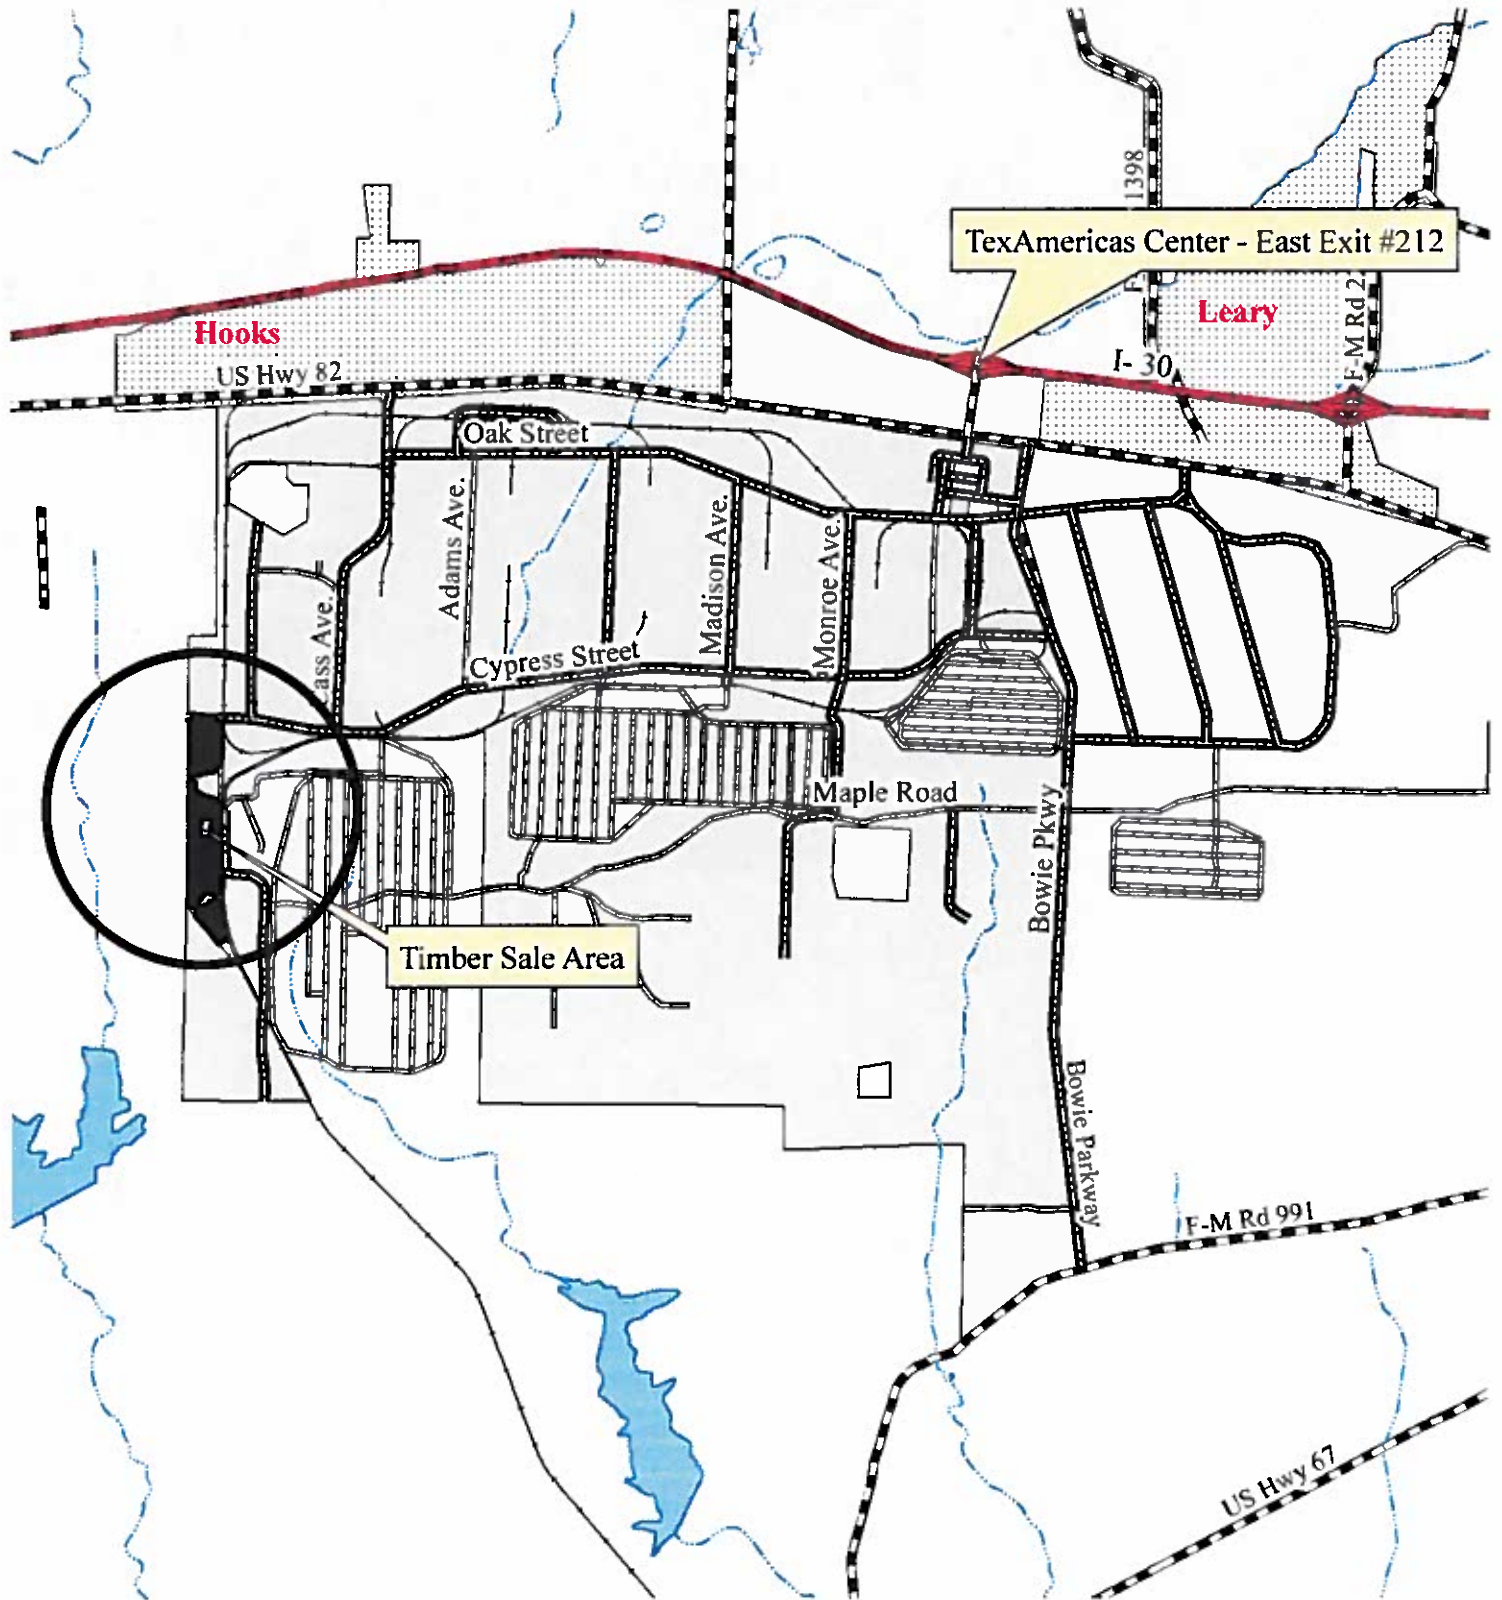 1398
TexAmericas Center - East Exit #212
Leary
F-M Rd 2
Hooks
I- 30
US Hwy 82
Oak Street
Adams Ave.
Madison Ave.
Monroe Ave.
ass Ave.
Cypress Street
Maple Road
Bowie Pkwy
Timber Sale Area
Bowie Parkway
F-M Rd 991
US Hwy 67